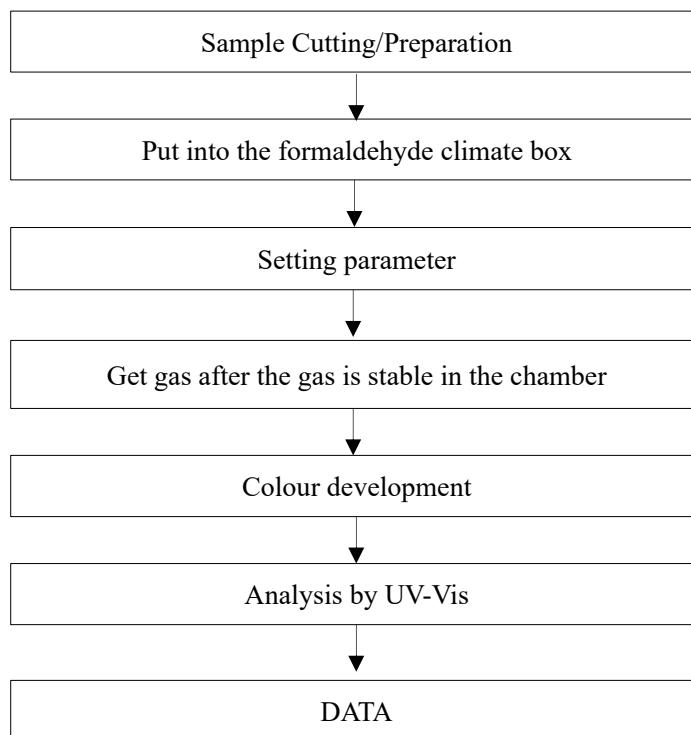 Sample Cutting/Preparation
Put into the formaldehyde climate box
Setting parameter
Get gas after the gas is stable in the chamber
Colour development
Analysis by UV-Vis
DATA